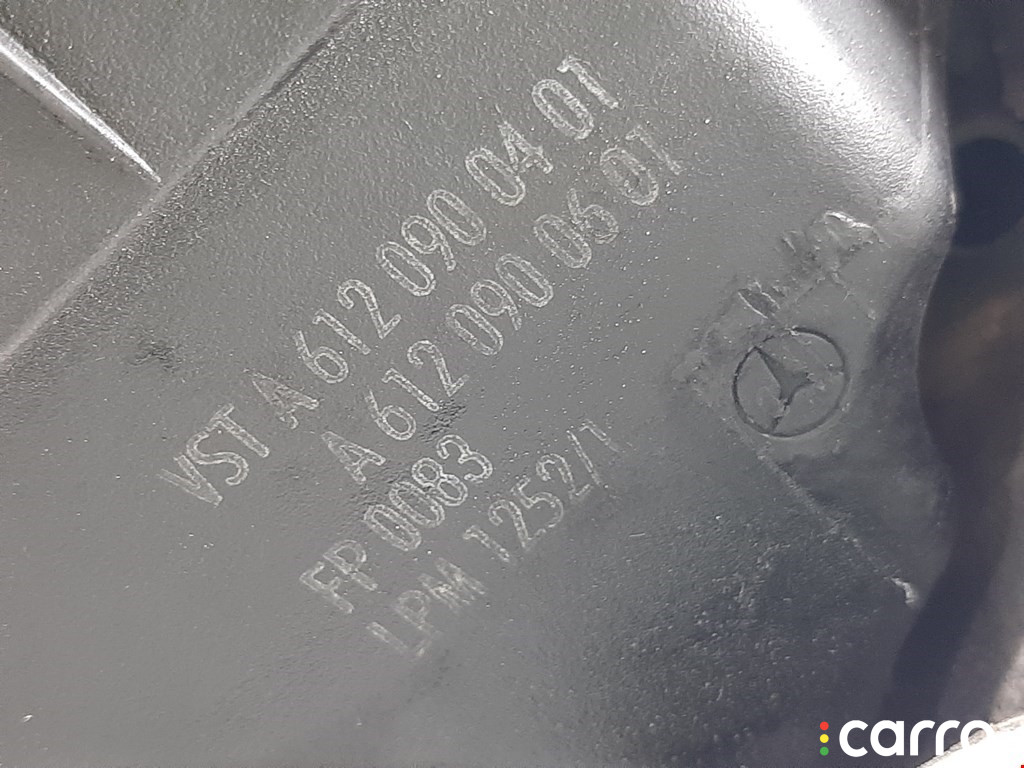 VST A 612 090 04 01
A 612 090 06 01
FP 0083
LPM 1252/1
carro